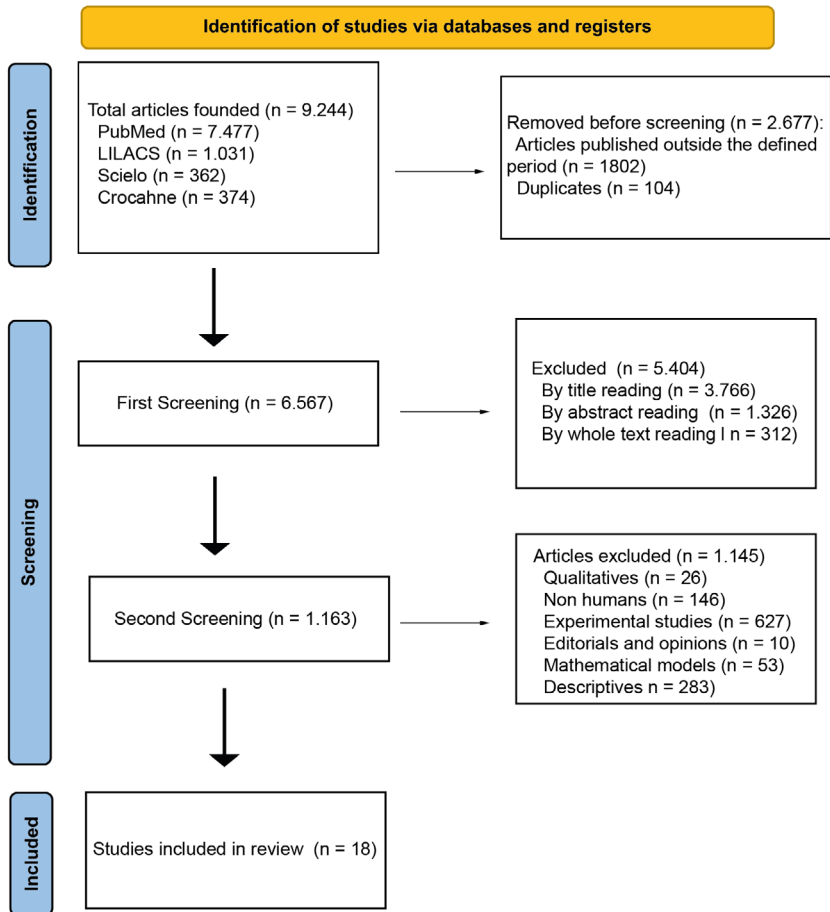 Identification of studies via databases and registers
Identification
Total articles founded (n = 9.244)
PubMed (n = 7.477)
LILACS (n = 1.031)
Scielo (n = 362)
Crocahne (n = 374)
Removed before screening (n = 2.677):
Articles published outside the defined
period (n = 1802)
Duplicates (n = 104)
Screening
First Screening (n = 6.567)
Excluded (n = 5.404)
By title reading (n = 3.766)
By abstract reading (n = 1.326)
By whole text reading l n = 312)
Second Screening (n = 1.163)
Articles excluded (n = 1.145)
Qualitatives (n = 26)
Non humans (n = 146)
Experimental studies (n = 627)
Editorials and opinions (n = 10)
Mathematical models (n = 53)
Descriptives n = 283)
Included
Studies included in review (n = 18)